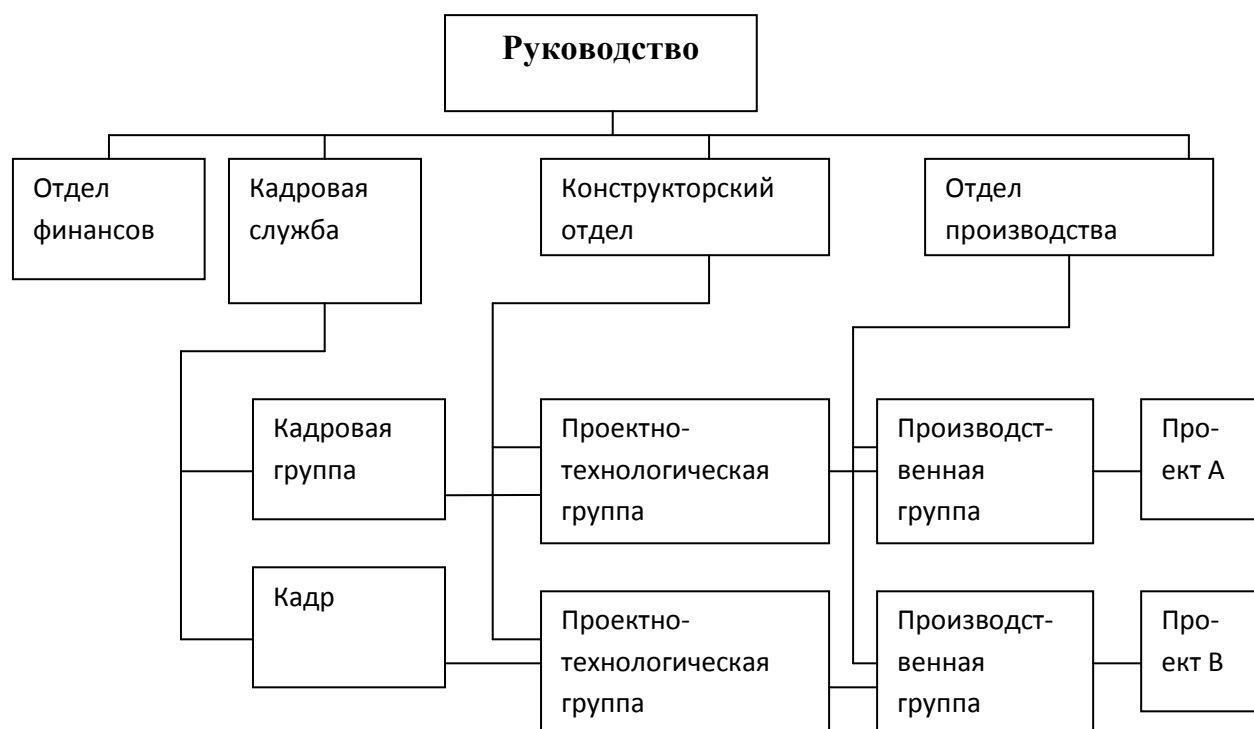 Руководство
Отдел
финансов
Кадровая
служба
Конструкторский
отдел
Отдел
производства
Кадровая
группа
Проектно-
технологическая
группа
Производст-
венная
группа
Про-
ект А
Кадр
Проектно-
технологическая
группа
Производст-
венная
группа
Про-
ект В